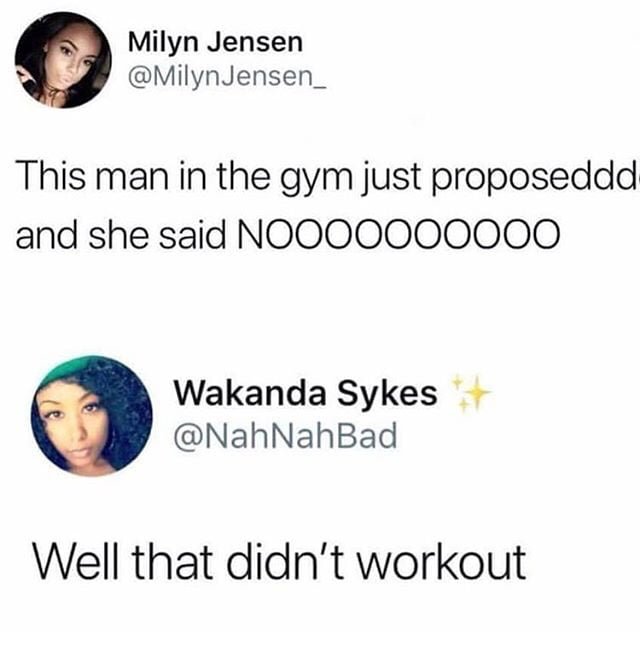 Milyn Jensen
@MilynJensen_
This man in the gym just proposeddd
and she said NOOOOOOOOOO
Wakanda Sykes ✨
@NahNahBad
Well that didn't workout